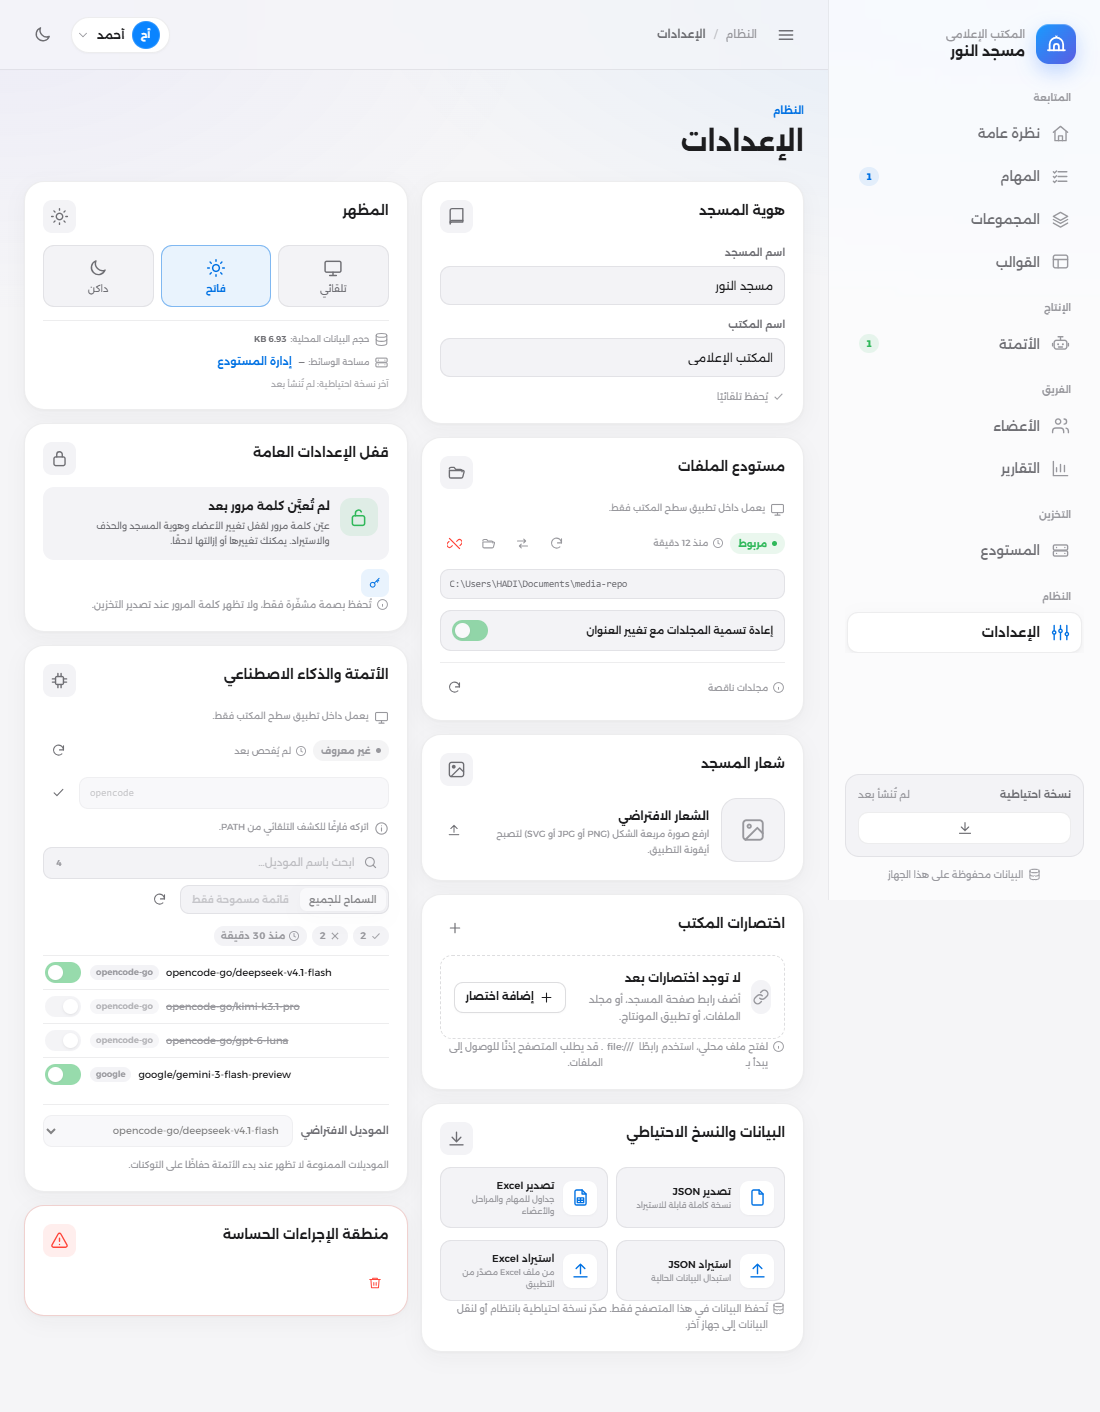 المكتب الإعلامي
مسجد النور
المتابعة
نظرة عامة
المهام
1
المجموعات
القوالب
الإنتاج
الأتمتة
1
الفريق
الأعضاء
التقارير
التخزين
المستودع
النظام
الإعدادات
نسخة احتياطية
لم تُنشأ بعد
البيانات محفوظة على هذا الجهاز
النظام / الإعدادات
أح
أحمد
النظام
الإعدادات
هوية المسجد
اسم المسجد
مسجد النور
اسم المكتب
المكتب الإعلامي
يُحفظ تلقائيًا
مستودع الملفات
يعمل داخل تطبيق سطح المكتب فقط.
مربوط
منذ 12 دقيقة
C:\Users\HADI\Documents\media-repo
إعادة تسمية المجلدات مع تغيير العنوان
مجلدات ناقصة
شعار المسجد
الشعار الافتراضي
ارفع صورة مربعة الشكل (PNG أو JPG أو SVG) لتصبح
أيقونة التطبيق.
اختصارات المكتب
لا توجد اختصارات بعد
أضف رابط صفحة المسجد، أو مجلد
الملفات، أو تطبيق المونتاج.
إضافة اختصار
لفتح ملف محلي، استخدم رابطًا يبدأ بـ
file:///
. قد يطلب المتصفح إذنًا للوصول إلى الملفات.
البيانات والنسخ الاحتياطي
تصدير JSON
نسخة كاملة قابلة للاستيراد
تصدير Excel
جداول للمهام والمراحل
والأعضاء
استيراد JSON
استبدال البيانات الحالية
استيراد Excel
من ملف Excel مصدّر من
التطبيق
تُحفظ البيانات في هذا المتصفح فقط. صدّر نسخة احتياطية بانتظام أو لنقل
البيانات إلى جهاز آخر.
المظهر
تلقائي
فاتح
داكن
حجم البيانات المحلية: 6.93 KB
مساحة الوسائط: — إدارة المستودع
آخر نسخة احتياطية: لم تُنشأ بعد
قفل الإعدادات العامة
لم تُعيَّن كلمة مرور بعد
عيّن كلمة مرور لقفل تغيير الأعضاء وهوية المسجد والحذف
والاستيراد. يمكنك تغييرها أو إزالتها لاحقًا.
تُحفظ بصمة مشفّرة فقط، ولا تظهر كلمة المرور عند تصدير التخزين.
الأتمتة والذكاء الاصطناعي
يعمل داخل تطبيق سطح المكتب فقط.
غير معروف
لم يُفحص بعد
opencode
اتركه فارغًا للكشف التلقائي من PATH.
ابحث باسم الموديل…
4
السماح للجميع
قائمة مسموحة فقط
2
2
منذ 30 دقيقة
opencode-go/deepseek-v4.1-flash
opencode-go
opencode-go/kimi-k3.1-pro
opencode-go
opencode-go/gpt-6-luna
opencode-go
google/gemini-3-flash-preview
google
الموديل الافتراضي
opencode-go/deepseek-v4.1-flash
الموديلات الممنوعة لا تظهر عند بدء الأتمتة حفاظًا على التوكنات.
منطقة الإجراءات الحساسة